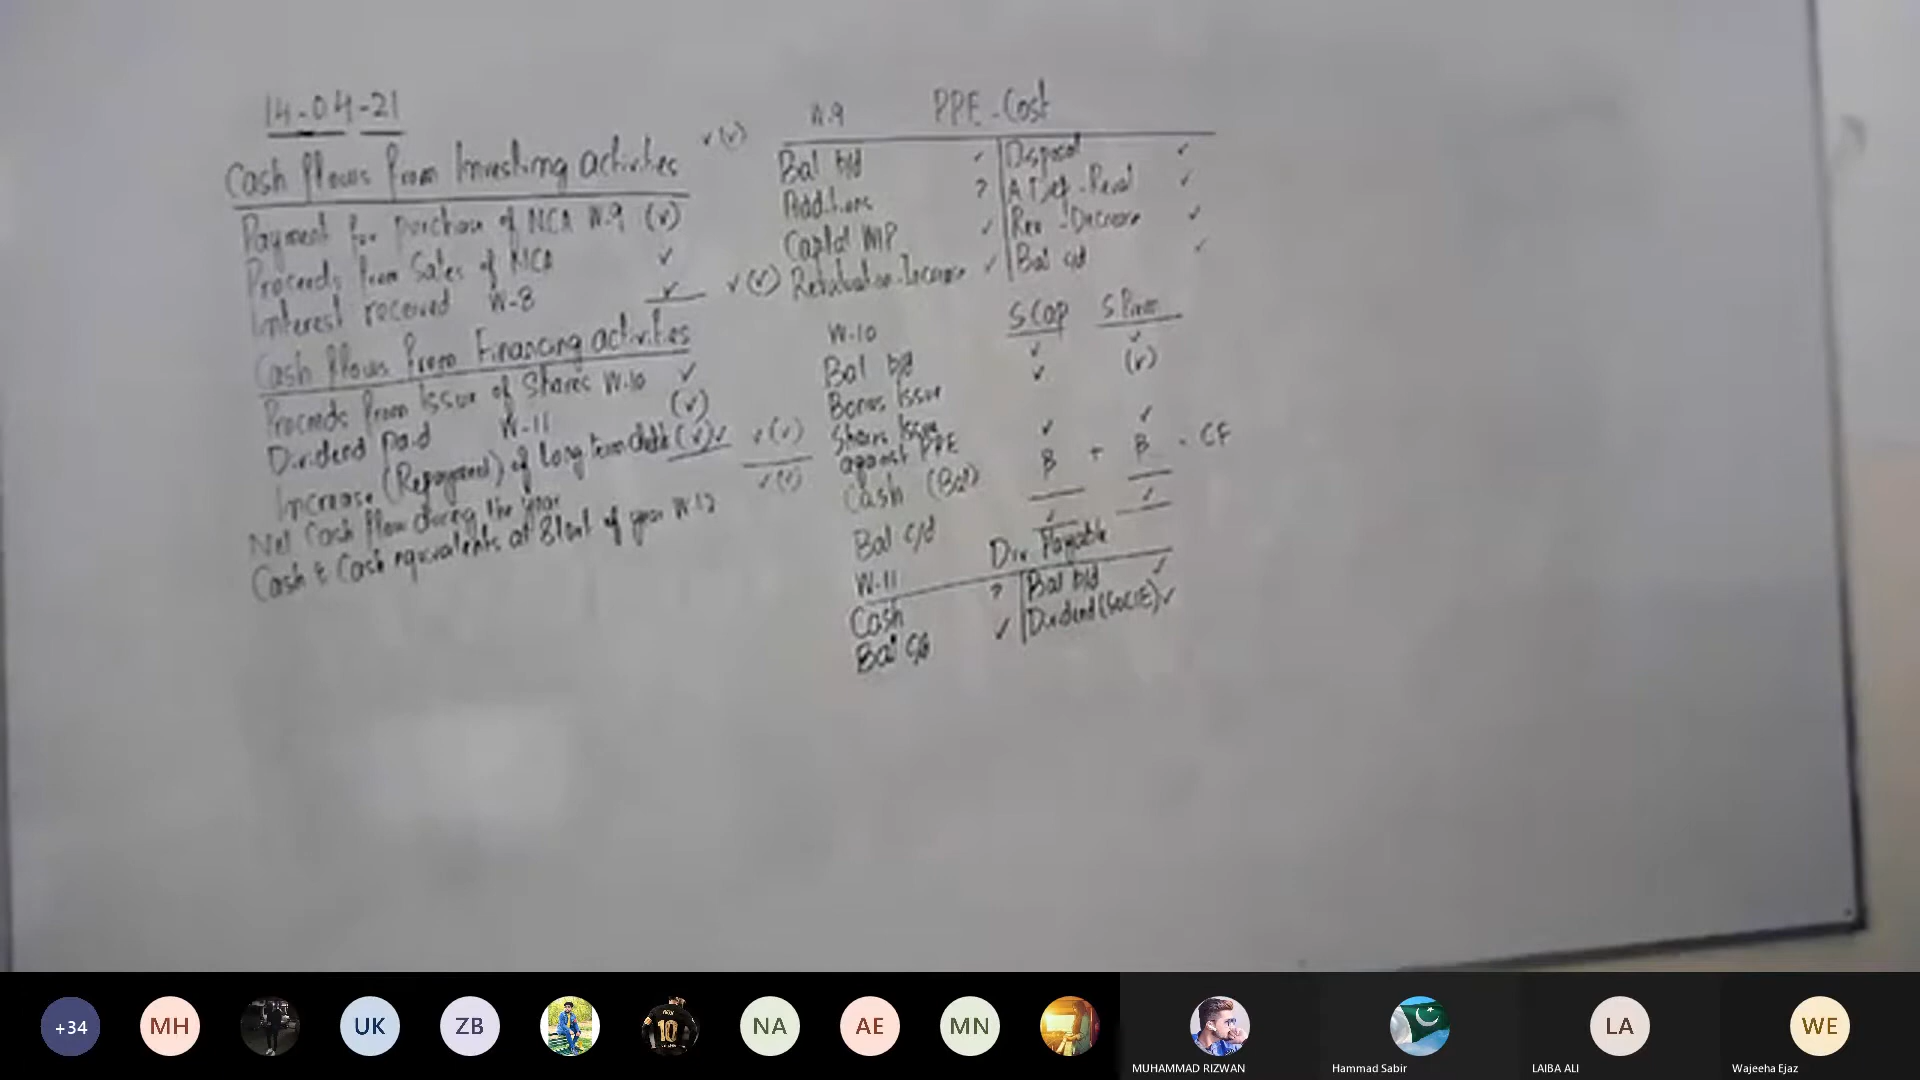 14-04-21
Cash flows from Investing activities ✓(✓)
Payment for purchase of NCA W.9 (✓)
Proceeds from Sales of NCA ✓
Interest received W-8 ✓ ✓(✓)
Cash flows from Financing activities
Proceeds from Issue of Shares W.10 ✓
Dividend paid W-11 (✓)
Increase (Repayment) of long term debts (✓)✓ ✓(✓)
Net Cash flow during the year ✓(✓)
Cash & Cash equivalents at Start of year W-12
W.9 PPE-Cost
Bal b/d ✓ Disposal ✓
Additions ? A Dep-Reval ✓
Capital WIP ✓ Rev-Decrease ✓
Revaluation-Increase ✓ Bal c/d ✓
W-10 S Cap S Prem
Bal b/d ✓ ✓
Bonus Issue ✓ (✓)
Share Issue
against PPE ✓ ✓
Cash (Bal) B + B = CF
Bal c/d ✓ ✓
W-11 Div Payable
Cash ? Bal b/d ✓
Bal c/d ✓ Dividend (SOCIE) ✓
+34
MH
UK
ZB
10
NA
AE
MN
LA
WE
MUHAMMAD RIZWAN
Hammad Sabir
LAIBA ALI
Wajeeha Ejaz